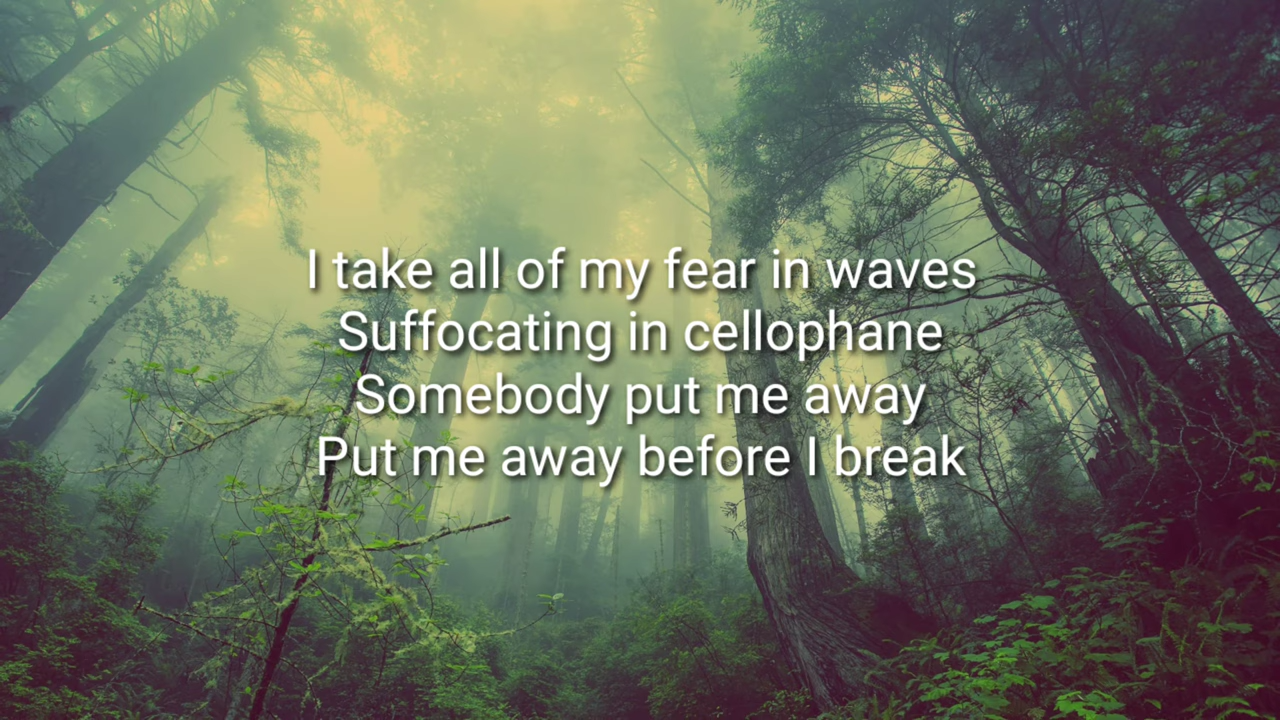 I take all of my fear in waves
Suffocating in cellophane
Somebody put me away
Put me away before I break